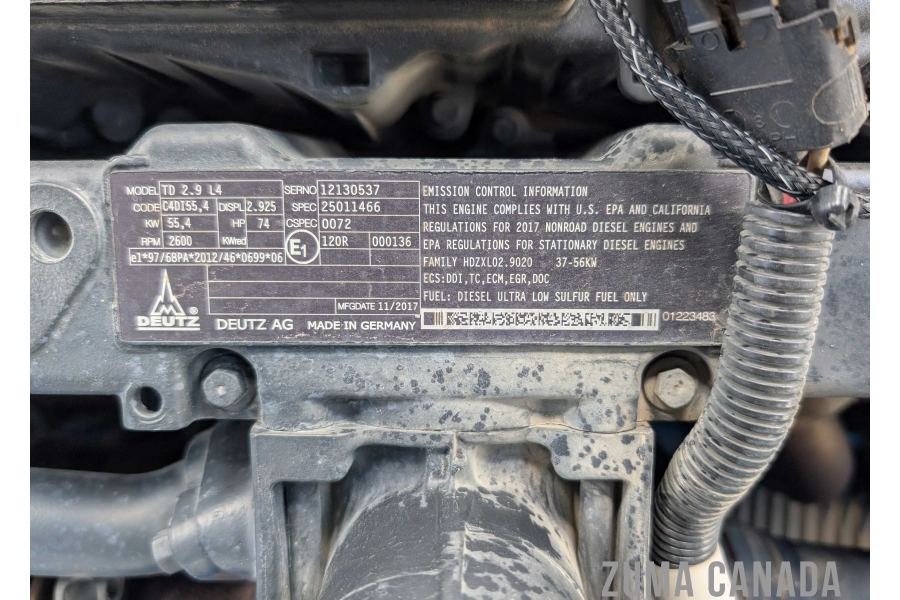 MODEL TD 2.9 L4 SERNO 12130537
CODE C4DI55,4 DISPL 2.925 SPEC 25011466
KW 55,4 HP 74 CSPEC 0072
RPM 2600 KWred E1 120R 000136
e1*97/68PA*2012/46*0699*06
MFGDATE 11/2017
DEUTZ DEUTZ AG MADE IN GERMANY
EMISSION CONTROL INFORMATION
THIS ENGINE COMPLIES WITH U.S. EPA AND CALIFORNIA
REGULATIONS FOR 2017 NONROAD DIESEL ENGINES AND
EPA REGULATIONS FOR STATIONARY DIESEL ENGINES
FAMILY HDZXL02.9020 37-56KW
ECS:DDI,TC,ECM,EGR,DOC
FUEL: DIESEL ULTRA LOW SULFUR FUEL ONLY
01223483
ZUMA CANADA